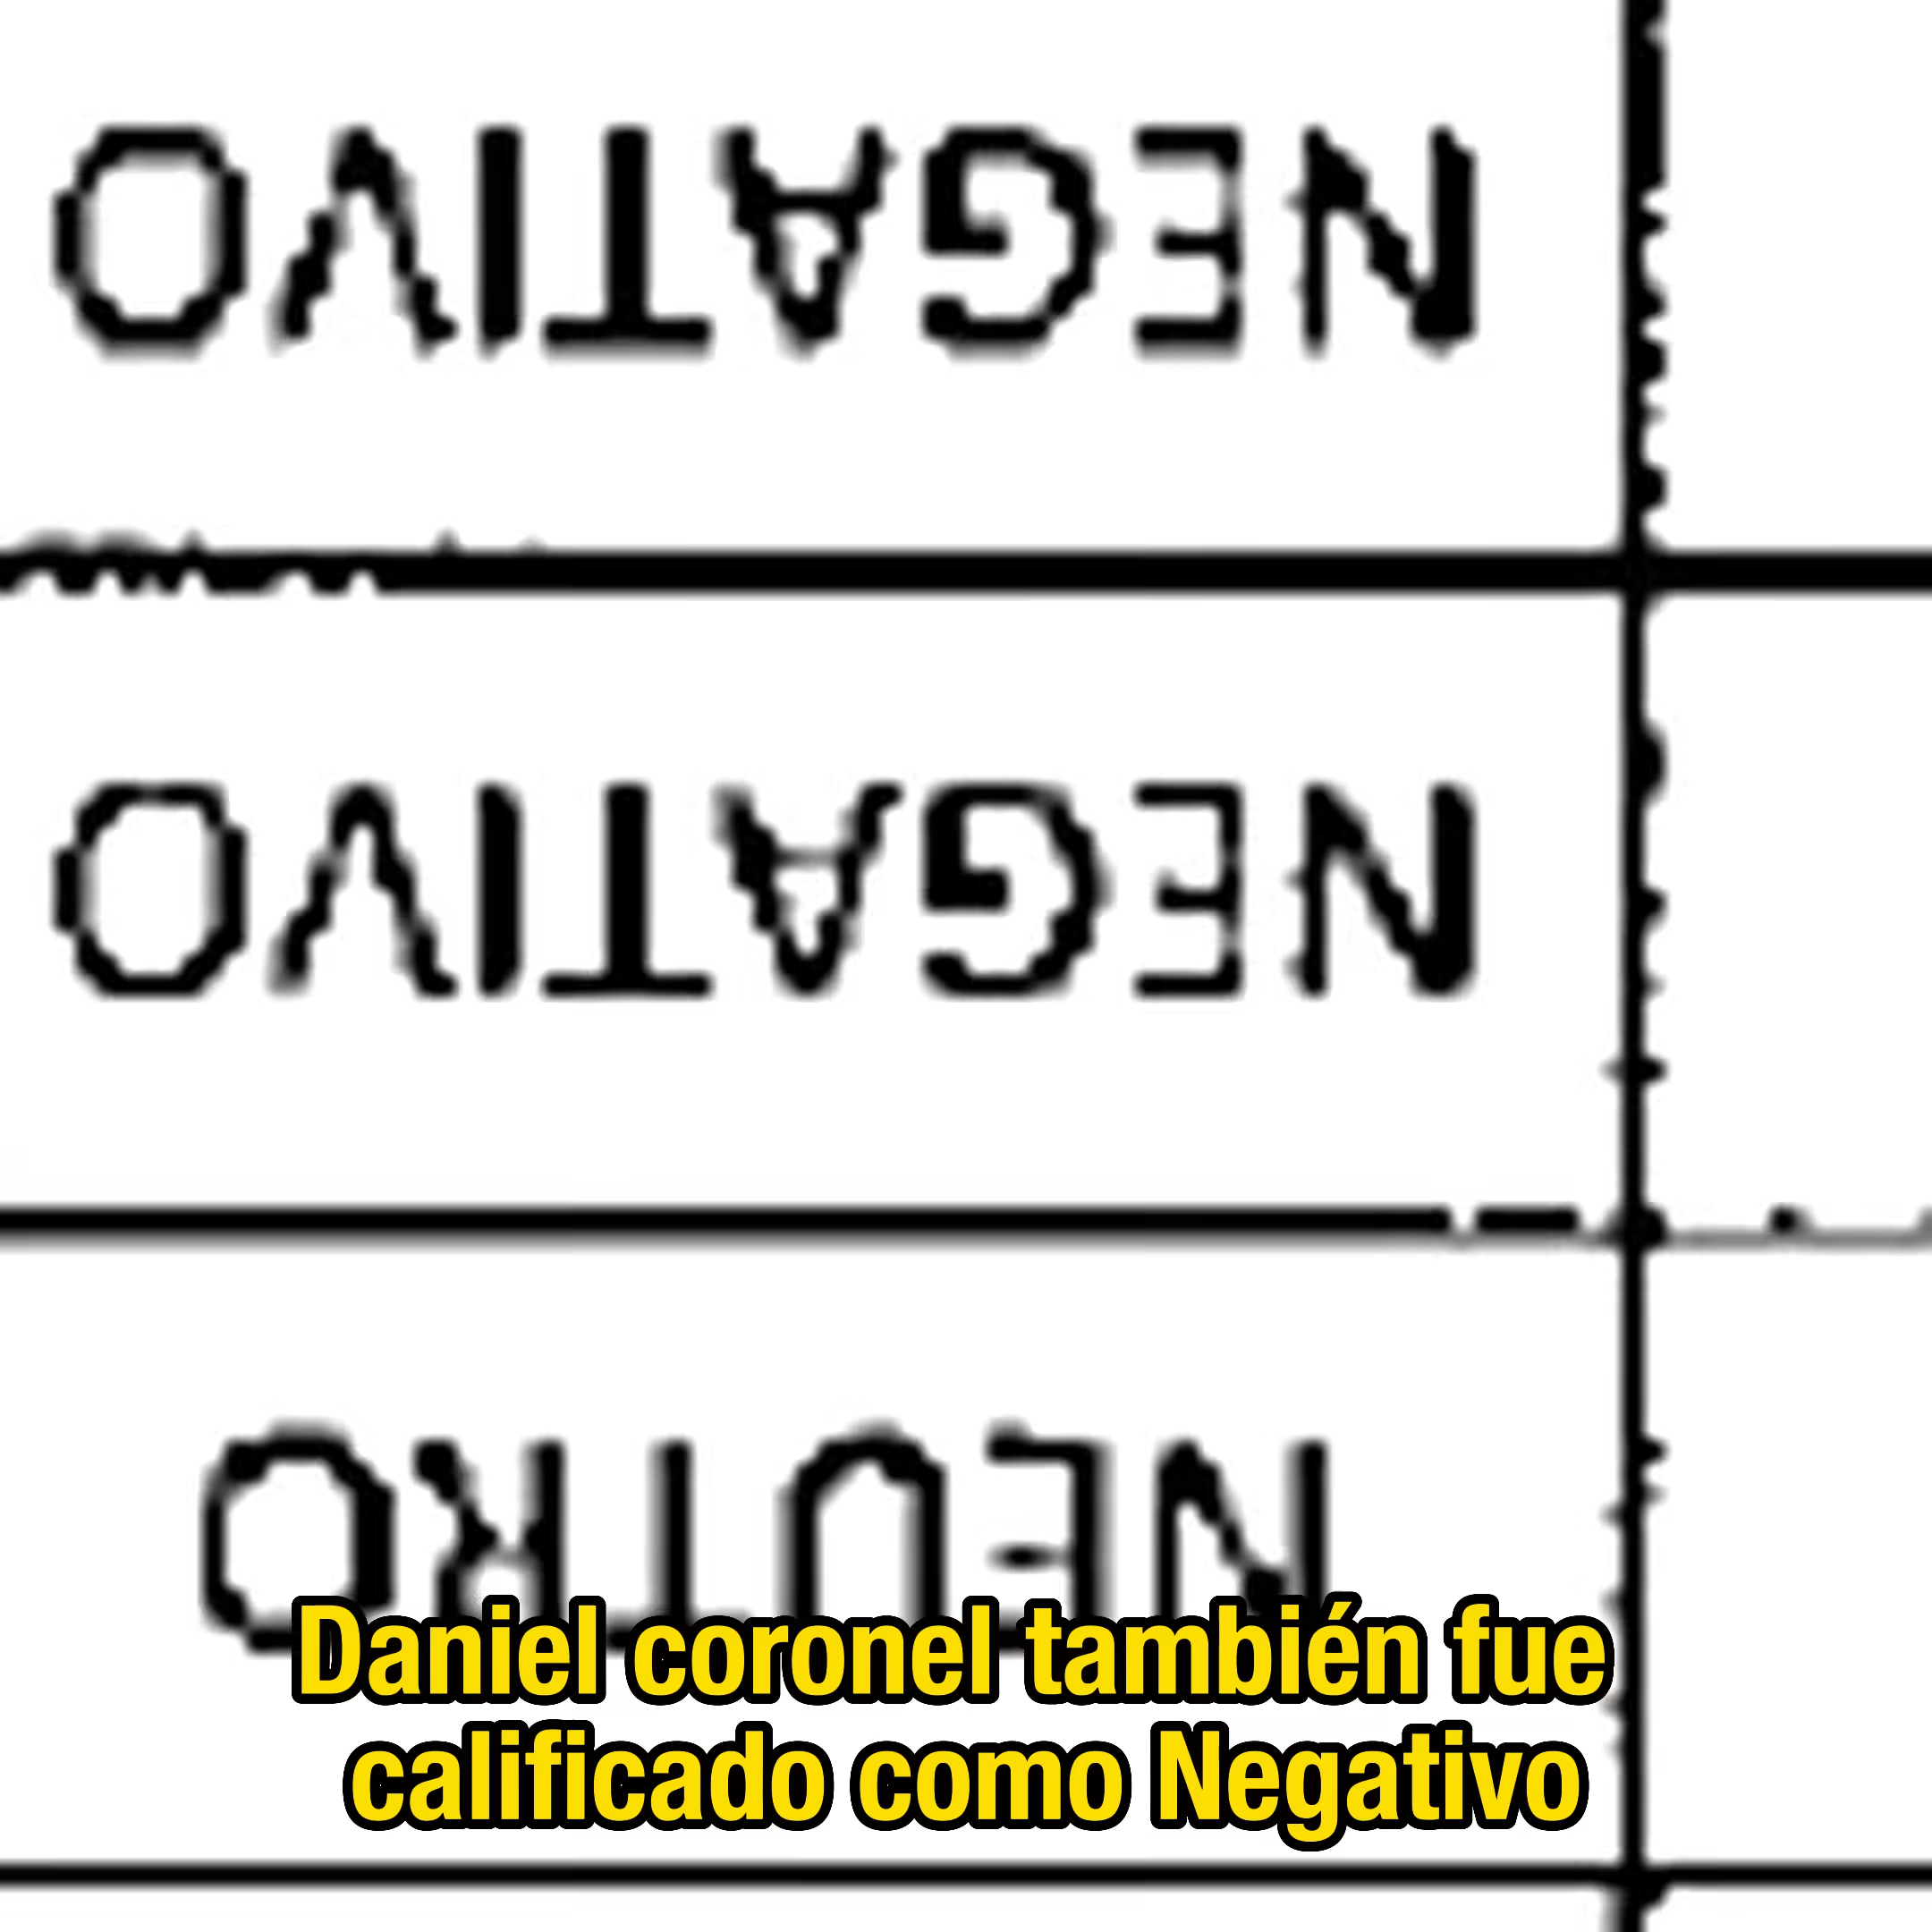 NEGATIVO
NEGATIVO
NEUTRO
Daniel coronel también fue
calificado como Negativo